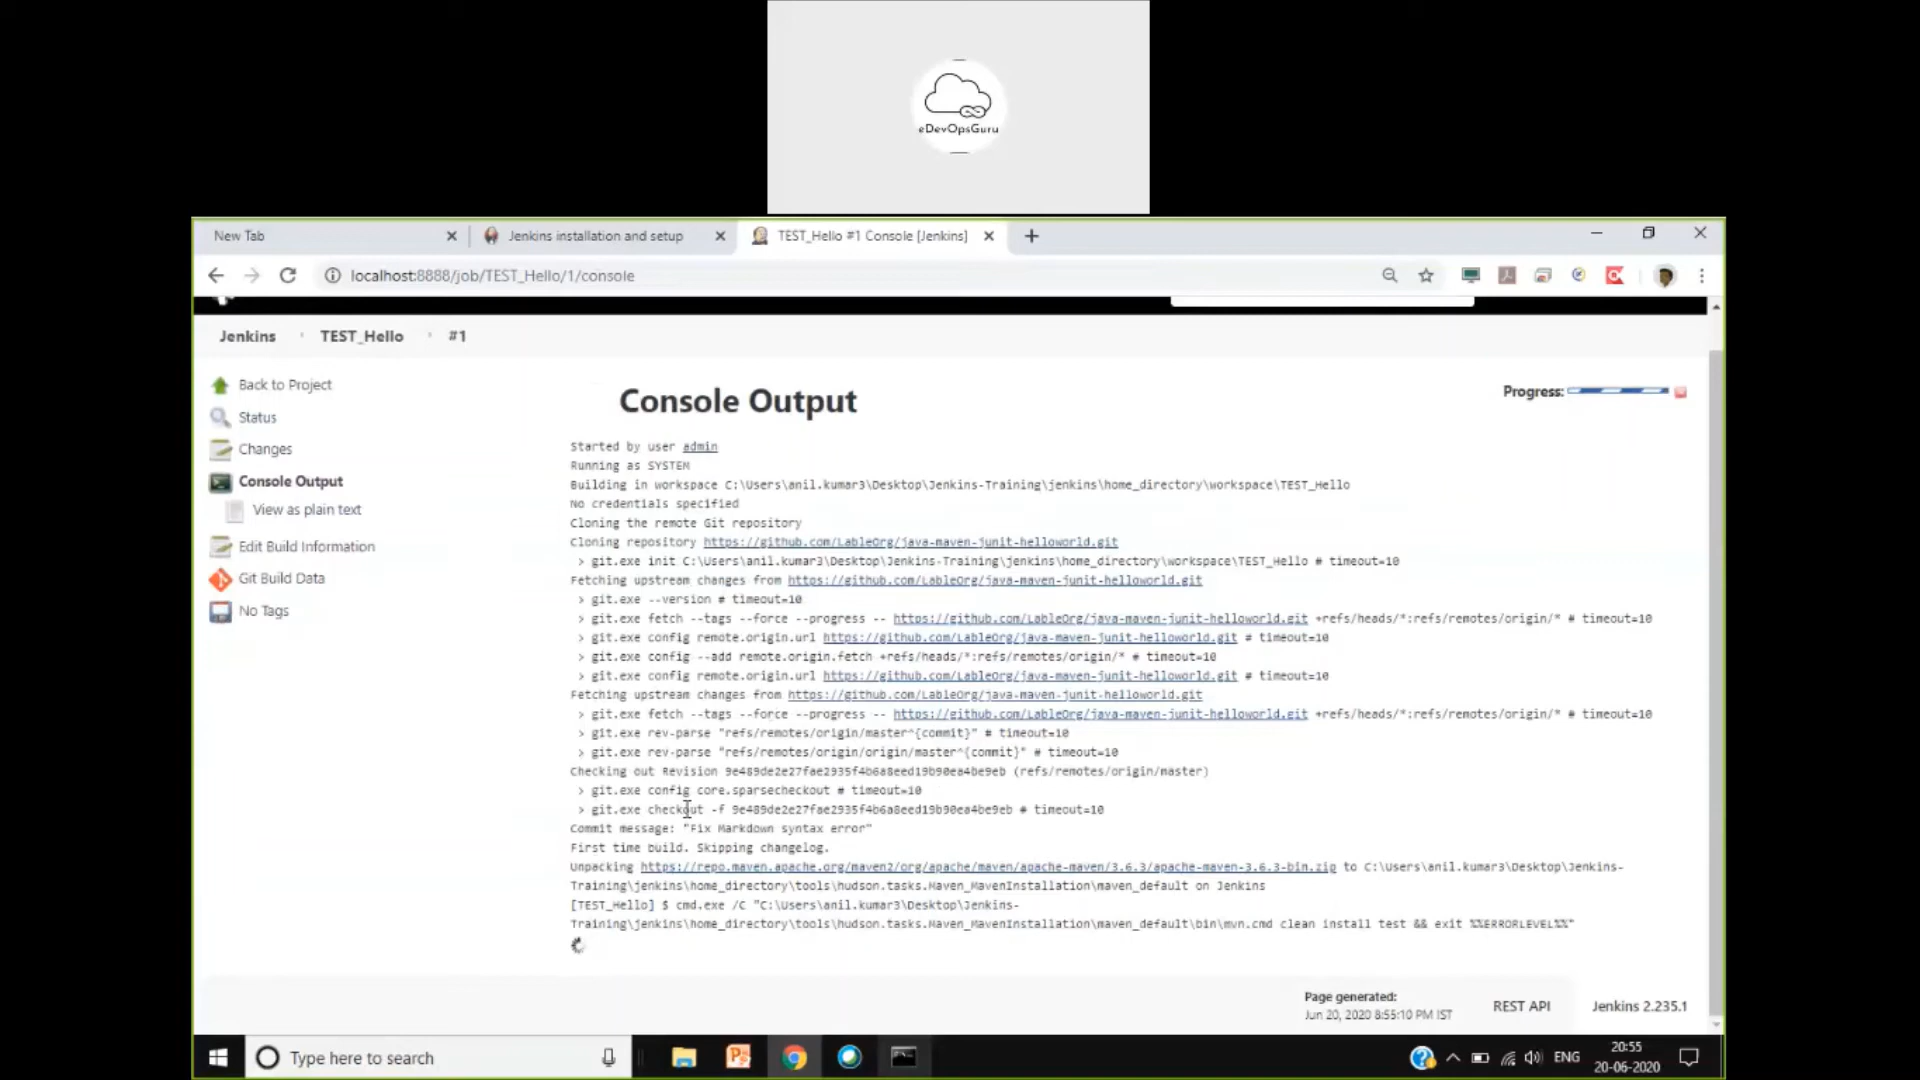 eDevOpsGuru
New Tab
Jenkins installation and setup
TEST_Hello #1 Console [Jenkins]
localhost:8888/job/TEST_Hello/1/console
Jenkins
TEST_Hello
#1
Back to Project
Status
Changes
Console Output
View as plain text
Edit Build Information
Git Build Data
No Tags
Console Output
Progress:
Started by user admin
Running as SYSTEM
Building in workspace C:\Users\anil.kumar3\Desktop\Jenkins-Training\jenkins\home_directory\workspace\TEST_Hello
No credentials specified
Cloning the remote Git repository
Cloning repository https://github.com/LableOrg/java-maven-junit-helloworld.git
> git.exe init C:\Users\anil.kumar3\Desktop\Jenkins-Training\jenkins\home_directory\workspace\TEST_Hello # timeout=10
Fetching upstream changes from https://github.com/LableOrg/java-maven-junit-helloworld.git
> git.exe --version # timeout=10
> git.exe fetch --tags --force --progress -- https://github.com/LableOrg/java-maven-junit-helloworld.git +refs/heads/*:refs/remotes/origin/* # timeout=10
> git.exe config remote.origin.url https://github.com/LableOrg/java-maven-junit-helloworld.git # timeout=10
> git.exe config --add remote.origin.fetch +refs/heads/*:refs/remotes/origin/* # timeout=10
> git.exe config remote.origin.url https://github.com/LableOrg/java-maven-junit-helloworld.git # timeout=10
Fetching upstream changes from https://github.com/LableOrg/java-maven-junit-helloworld.git
> git.exe fetch --tags --force --progress -- https://github.com/LableOrg/java-maven-junit-helloworld.git +refs/heads/*:refs/remotes/origin/* # timeout=10
> git.exe rev-parse "refs/remotes/origin/master^{commit}" # timeout=10
> git.exe rev-parse "refs/remotes/origin/origin/master^{commit}" # timeout=10
Checking out Revision 9e489de2e27fae2935f4b6a8eed19b90ea4be9eb (refs/remotes/origin/master)
> git.exe config core.sparsecheckout # timeout=10
> git.exe checkout -f 9e489de2e27fae2935f4b6a8eed19b90ea4be9eb # timeout=10
Commit message: "Fix Markdown syntax error"
First time build. Skipping changelog.
Unpacking https://repo.maven.apache.org/maven2/org/apache/maven/apache-maven/3.6.3/apache-maven-3.6.3-bin.zip to C:\Users\anil.kumar3\Desktop\Jenkins-
Training\jenkins\home_directory\tools\hudson.tasks.Maven_MavenInstallation\maven_default on Jenkins
[TEST_Hello] $ cmd.exe /C "C:\Users\anil.kumar3\Desktop\Jenkins-
Training\jenkins\home_directory\tools\hudson.tasks.Maven_MavenInstallation\maven_default\bin\mvn.cmd clean install test && exit %%ERRORLEVEL%%"
Page generated:
Jun 20, 2020 8:55:10 PM IST
REST API
Jenkins 2.235.1
Type here to search
ENG
20:55
20-06-2020